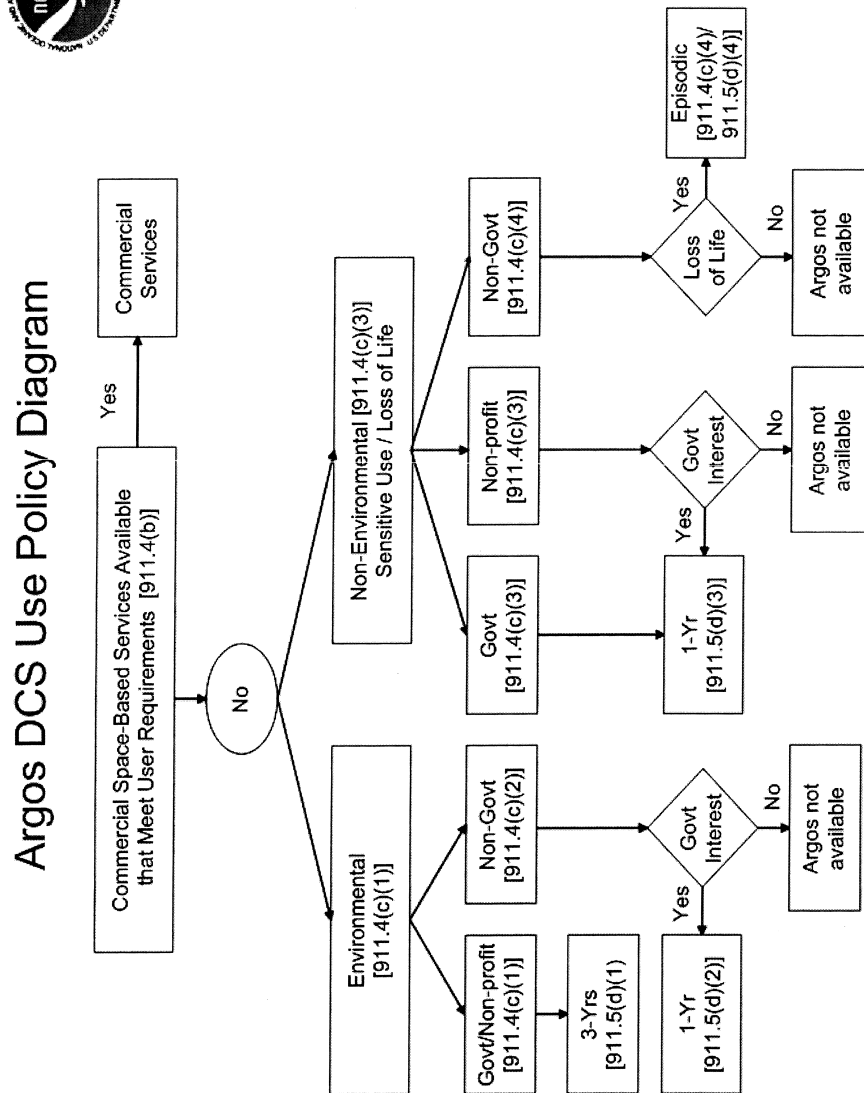 Argos DCS Use Policy Diagram
NATIONAL OCEANIC AND
U.S. DEPARTM
Commercial Space-Based Services Available
that Meet User Requirements [911.4(b)]
Yes
Commercial
Services
No
Environmental
[911.4(c)(1)]
Non-Environmental [911.4(c)(3)]
Sensitive Use / Loss of Life
Govt/Non-profit
[911.4(c)(1)]
Non-Govt
[911.4(c)(2)]
Govt
[911.4(c)(3)]
Non-profit
[911.4(c)(3)]
Non-Govt
[911.4(c)(4)]
3-Yrs
[911.5(d)(1)
1-Yr
[911.5(d)(2)]
Yes
Govt
Interest
No
Argos not
available
1-Yr
[911.5(d)(3)]
Yes
Govt
Interest
No
Argos not
available
Loss
of Life
Yes
Episodic
[911.4(c)(4)/
911.5(d)(4)]
No
Argos not
available